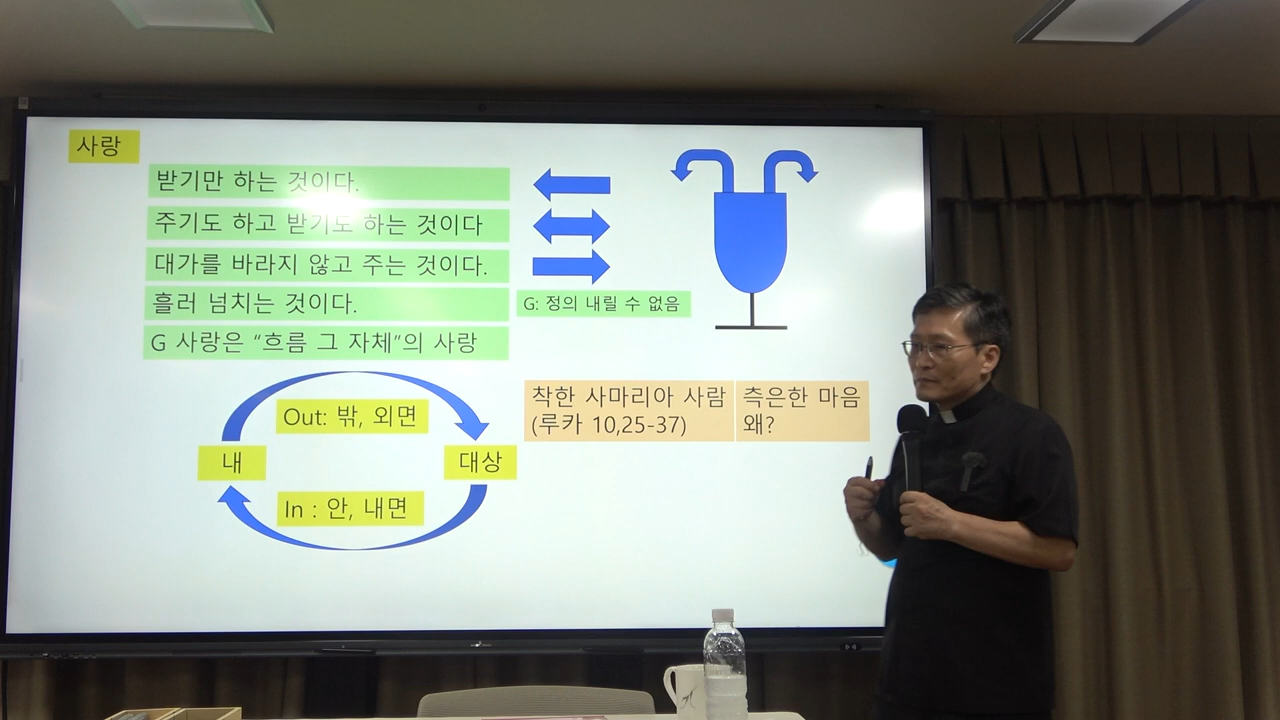 사랑
받기만 하는 것이다.
주기도 하고 받기도 하는 것이다
대가를 바라지 않고 주는 것이다.
흘러 넘치는 것이다.
G: 정의 내릴 수 없음
G 사랑은 “흐름 그 자체”의 사랑
Out: 밖, 외면
내
대상
In : 안, 내면
착한 사마리아 사람
(루카 10,25-37)
측은한 마음
왜?